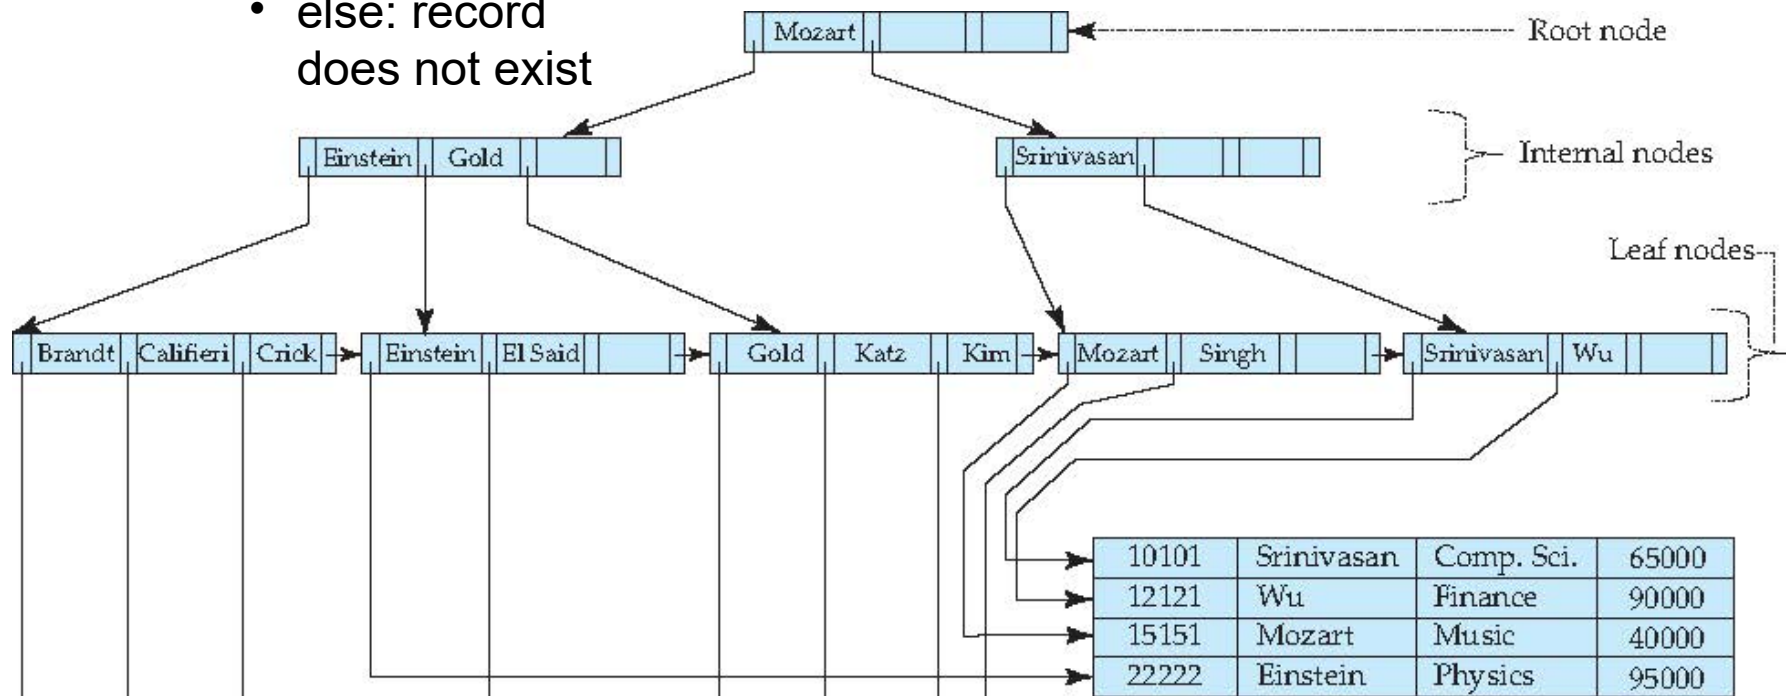 • else: record
does not exist
Mozart
Root node
Einstein Gold
Srinivasan
Internal nodes
Leaf nodes
Brandt Califieri Crick Einstein El Said Gold Katz Kim Mozart Singh Srinivasan Wu
10101 Srinivasan Comp. Sci. 65000
12121 Wu Finance 90000
15151 Mozart Music 40000
22222 Einstein Physics 95000